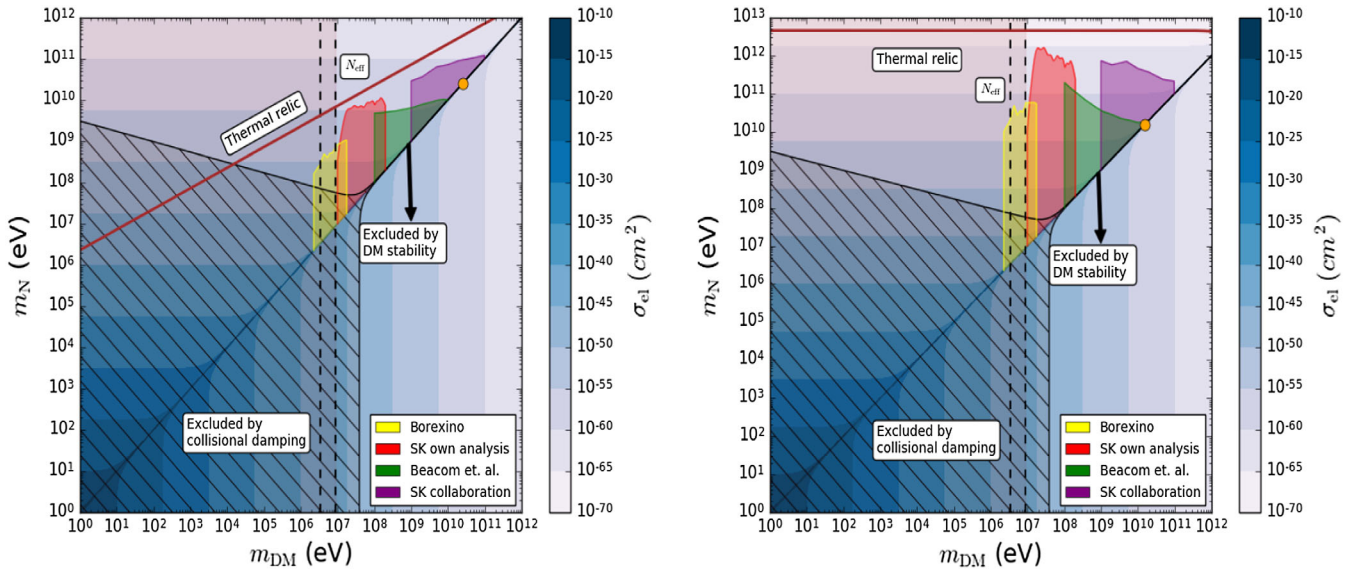 10^12
10^11
10^10
10^9
10^8
10^7
10^6
10^5
10^4
10^3
10^2
10^1
10^0
m_N (eV)
N_eff
Thermal relic
Excluded by
DM stability
Excluded by
collisional damping
Borexino
SK own analysis
Beacom et. al.
SK collaboration
10^0 10^1 10^2 10^3 10^4 10^5 10^6 10^7 10^8 10^9 10^10 10^11 10^12
m_DM (eV)
10^-10
10^-15
10^-20
10^-25
10^-30
10^-35
10^-40
10^-45
10^-50
10^-55
10^-60
10^-65
10^-70
σ_el (cm^2)
10^13
10^12
10^11
10^10
10^9
10^8
10^7
10^6
10^5
10^4
10^3
10^2
10^1
10^0
m_N (eV)
Thermal relic
N_eff
Excluded by
DM stability
Excluded by
collisional damping
Borexino
SK own analysis
Beacom et. al.
SK collaboration
10^0 10^1 10^2 10^3 10^4 10^5 10^6 10^7 10^8 10^9 10^10 10^11 10^12
m_DM (eV)
10^-10
10^-15
10^-20
10^-25
10^-30
10^-35
10^-40
10^-45
10^-50
10^-55
10^-60
10^-65
10^-70
σ_el (cm^2)